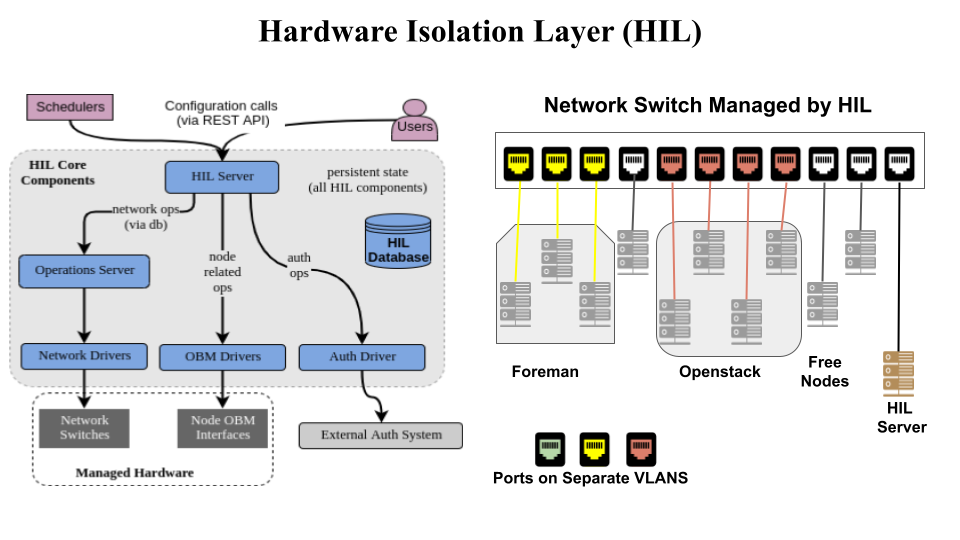 Hardware Isolation Layer (HIL)
Schedulers
Configuration calls
(via REST API)
Users
HIL Core
Components
HIL Server
persistent state
(all HIL components)
network ops
(via db)
HIL
Database
node
related
ops
auth
ops
Operations Server
Network Drivers
OBM Drivers
Auth Driver
Network
Switches
Node OBM
Interfaces
External Auth System
Managed Hardware
Network Switch Managed by HIL
Foreman
Openstack
Free
Nodes
HIL
Server
Ports on Separate VLANS